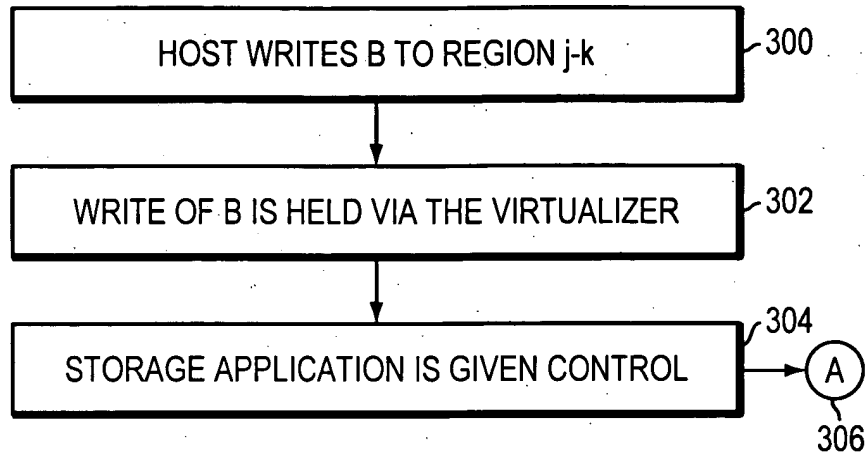 HOST WRITES B TO REGION j-k
300
WRITE OF B IS HELD VIA THE VIRTUALIZER
302
STORAGE APPLICATION IS GIVEN CONTROL
304
A
306